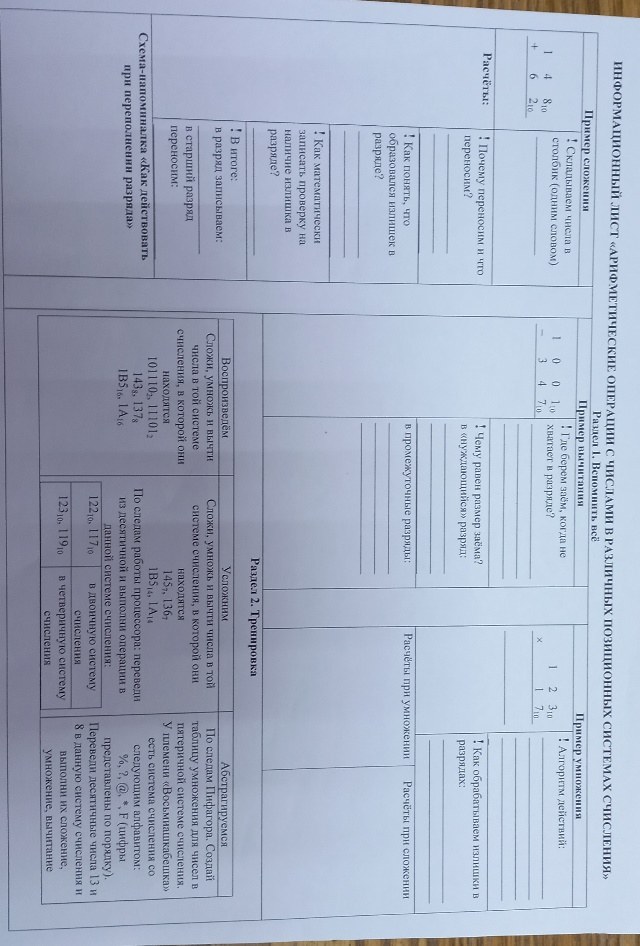 ИНФОРМАЦИОННЫЙ ЛИСТ «АРИФМЕТИЧЕСКИЕ ОПЕРАЦИИ С ЧИСЛАМИ В РАЗЛИЧНЫХ ПОЗИЦИОННЫХ СИСТЕМАХ СЧИСЛЕНИЯ»
Раздел 1. Вспомнить всё
Пример сложения
1 4 8₁₀
+ 6 2₁₀
! Складываем числа в
столбик (одним словом)
Расчёты:
! Почему переносим и что
переносим?
! Как понять, что
образовался излишек в
разряде?
! Как математически
записать проверку на
наличие излишка в
разряде?
! В итоге:
в разряд записываем:
в старший разряд
переносим:
Схема-напоминалка «Как действовать
при переполнении разряда»
Пример вычитания
1 0 0 1₁₀
− 3 4 7₁₀
! Где берем заём, когда не
хватает в разряде?
! Чему равен размер заёма?
в «нуждающийся» разряд:
в промежуточные разряды:
Пример умножения
1 2 3₁₀
× 1 7₁₀
! Алгоритм действий:
! Как обрабатываем излишки в
разрядах:
Расчёты при умножении
Расчёты при сложении
Раздел 2. Тренировка
Воспроизведём
Сложи, умножь и вычти
числа в той системе
счисления, в которой они
находятся
101110₂, 11101₂
143₈, 137₈
1B5₁₆, 1A₁₆
Усложним
Сложи, умножь и вычти числа в той
системе счисления, в которой они
находятся
145₇, 136₇
1B5₁₄, 1A₁₄
По следам работы процессора: переведи
из десятичной и выполни операции в
данной системе счисления:
122₁₀, 117₁₀
в двоичную систему
счисления
123₁₀, 119₁₀
в четверичную систему
счисления
Абстрагируемся
По следам Пифагора. Создай
таблицу умножения для чисел в
пятеричной системе счисления.
У племени «Восьмишкабешка»
есть система счисления со
следующим алфавитом:
%, ?, @, *, F (цифры
представлены по порядку).
Переведи десятичные числа 13 и
8 в данную систему счисления и
выполни их сложение,
умножение, вычитание